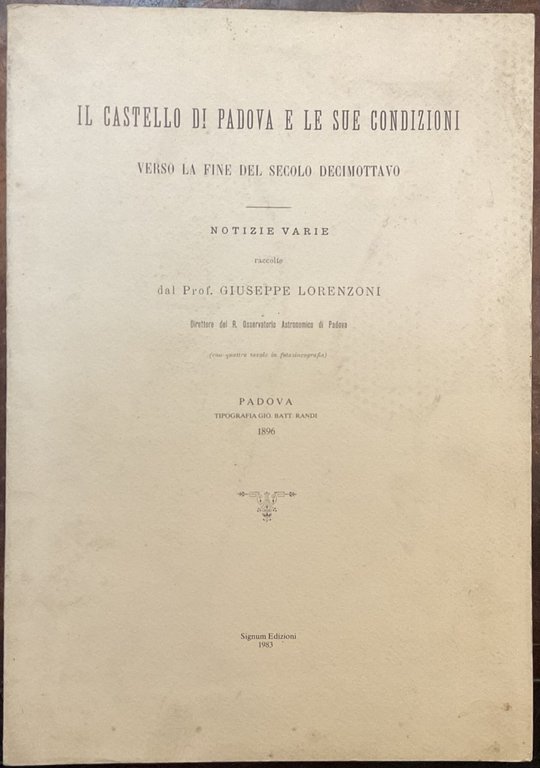 IL CASTELLO DI PADOVA E LE SUE CONDIZIONI
VERSO LA FINE DEL SECOLO DECIMOTTAVO
NOTIZIE VARIE
raccolte
dal Prof. GIUSEPPE LORENZONI
Direttore del R. Osservatorio Astronomico di Padova
(con quattro tavole in fotozincografia)
PADOVA
TIPOGRAFIA GIO. BATT. RANDI
1896
Signum Edizioni
1983